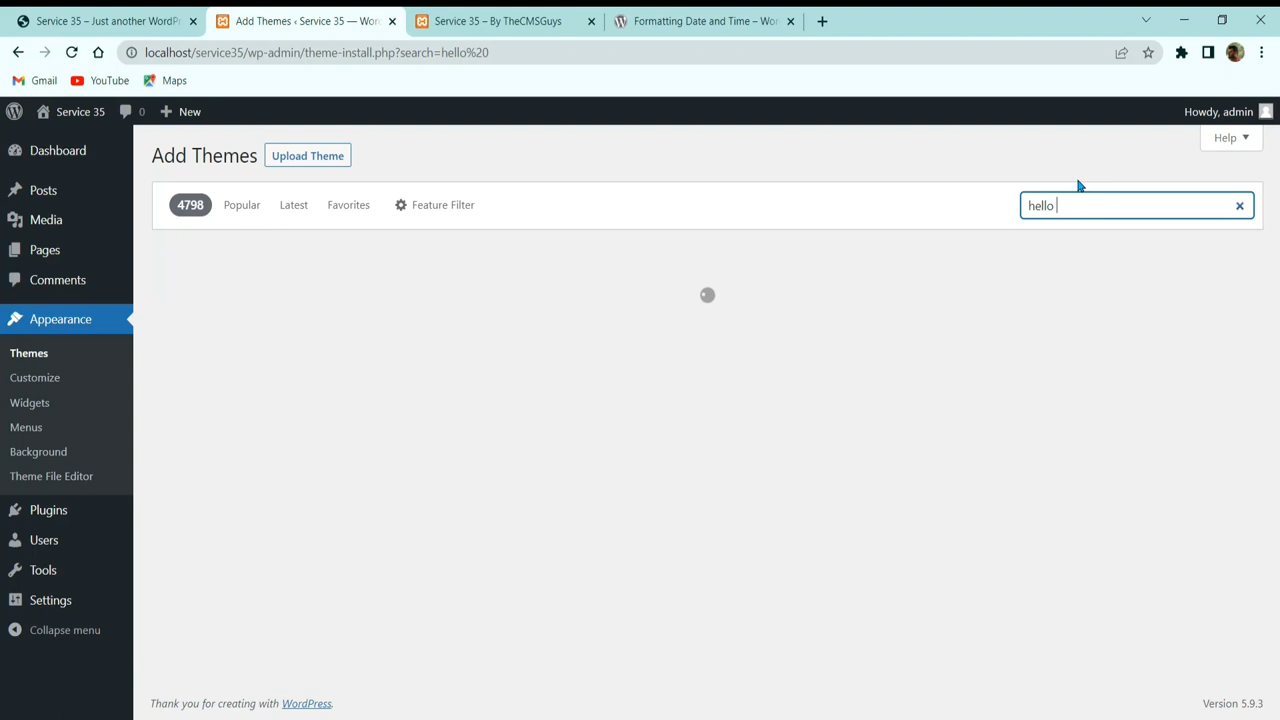 Service 35 – Just another WordPr
Add Themes ‹ Service 35 — Wor
Service 35 – By TheCMSGuys
Formatting Date and Time – Wor
localhost/service35/wp-admin/theme-install.php?search=hello%20
Gmail
YouTube
Maps
Service 35
0
New
Howdy, admin
Help
Add Themes
Upload Theme
4798
Popular
Latest
Favorites
Feature Filter
hello
Dashboard
Posts
Media
Pages
Comments
Appearance
Themes
Customize
Widgets
Menus
Background
Theme File Editor
Plugins
Users
Tools
Settings
Collapse menu
Thank you for creating with WordPress.
Version 5.9.3